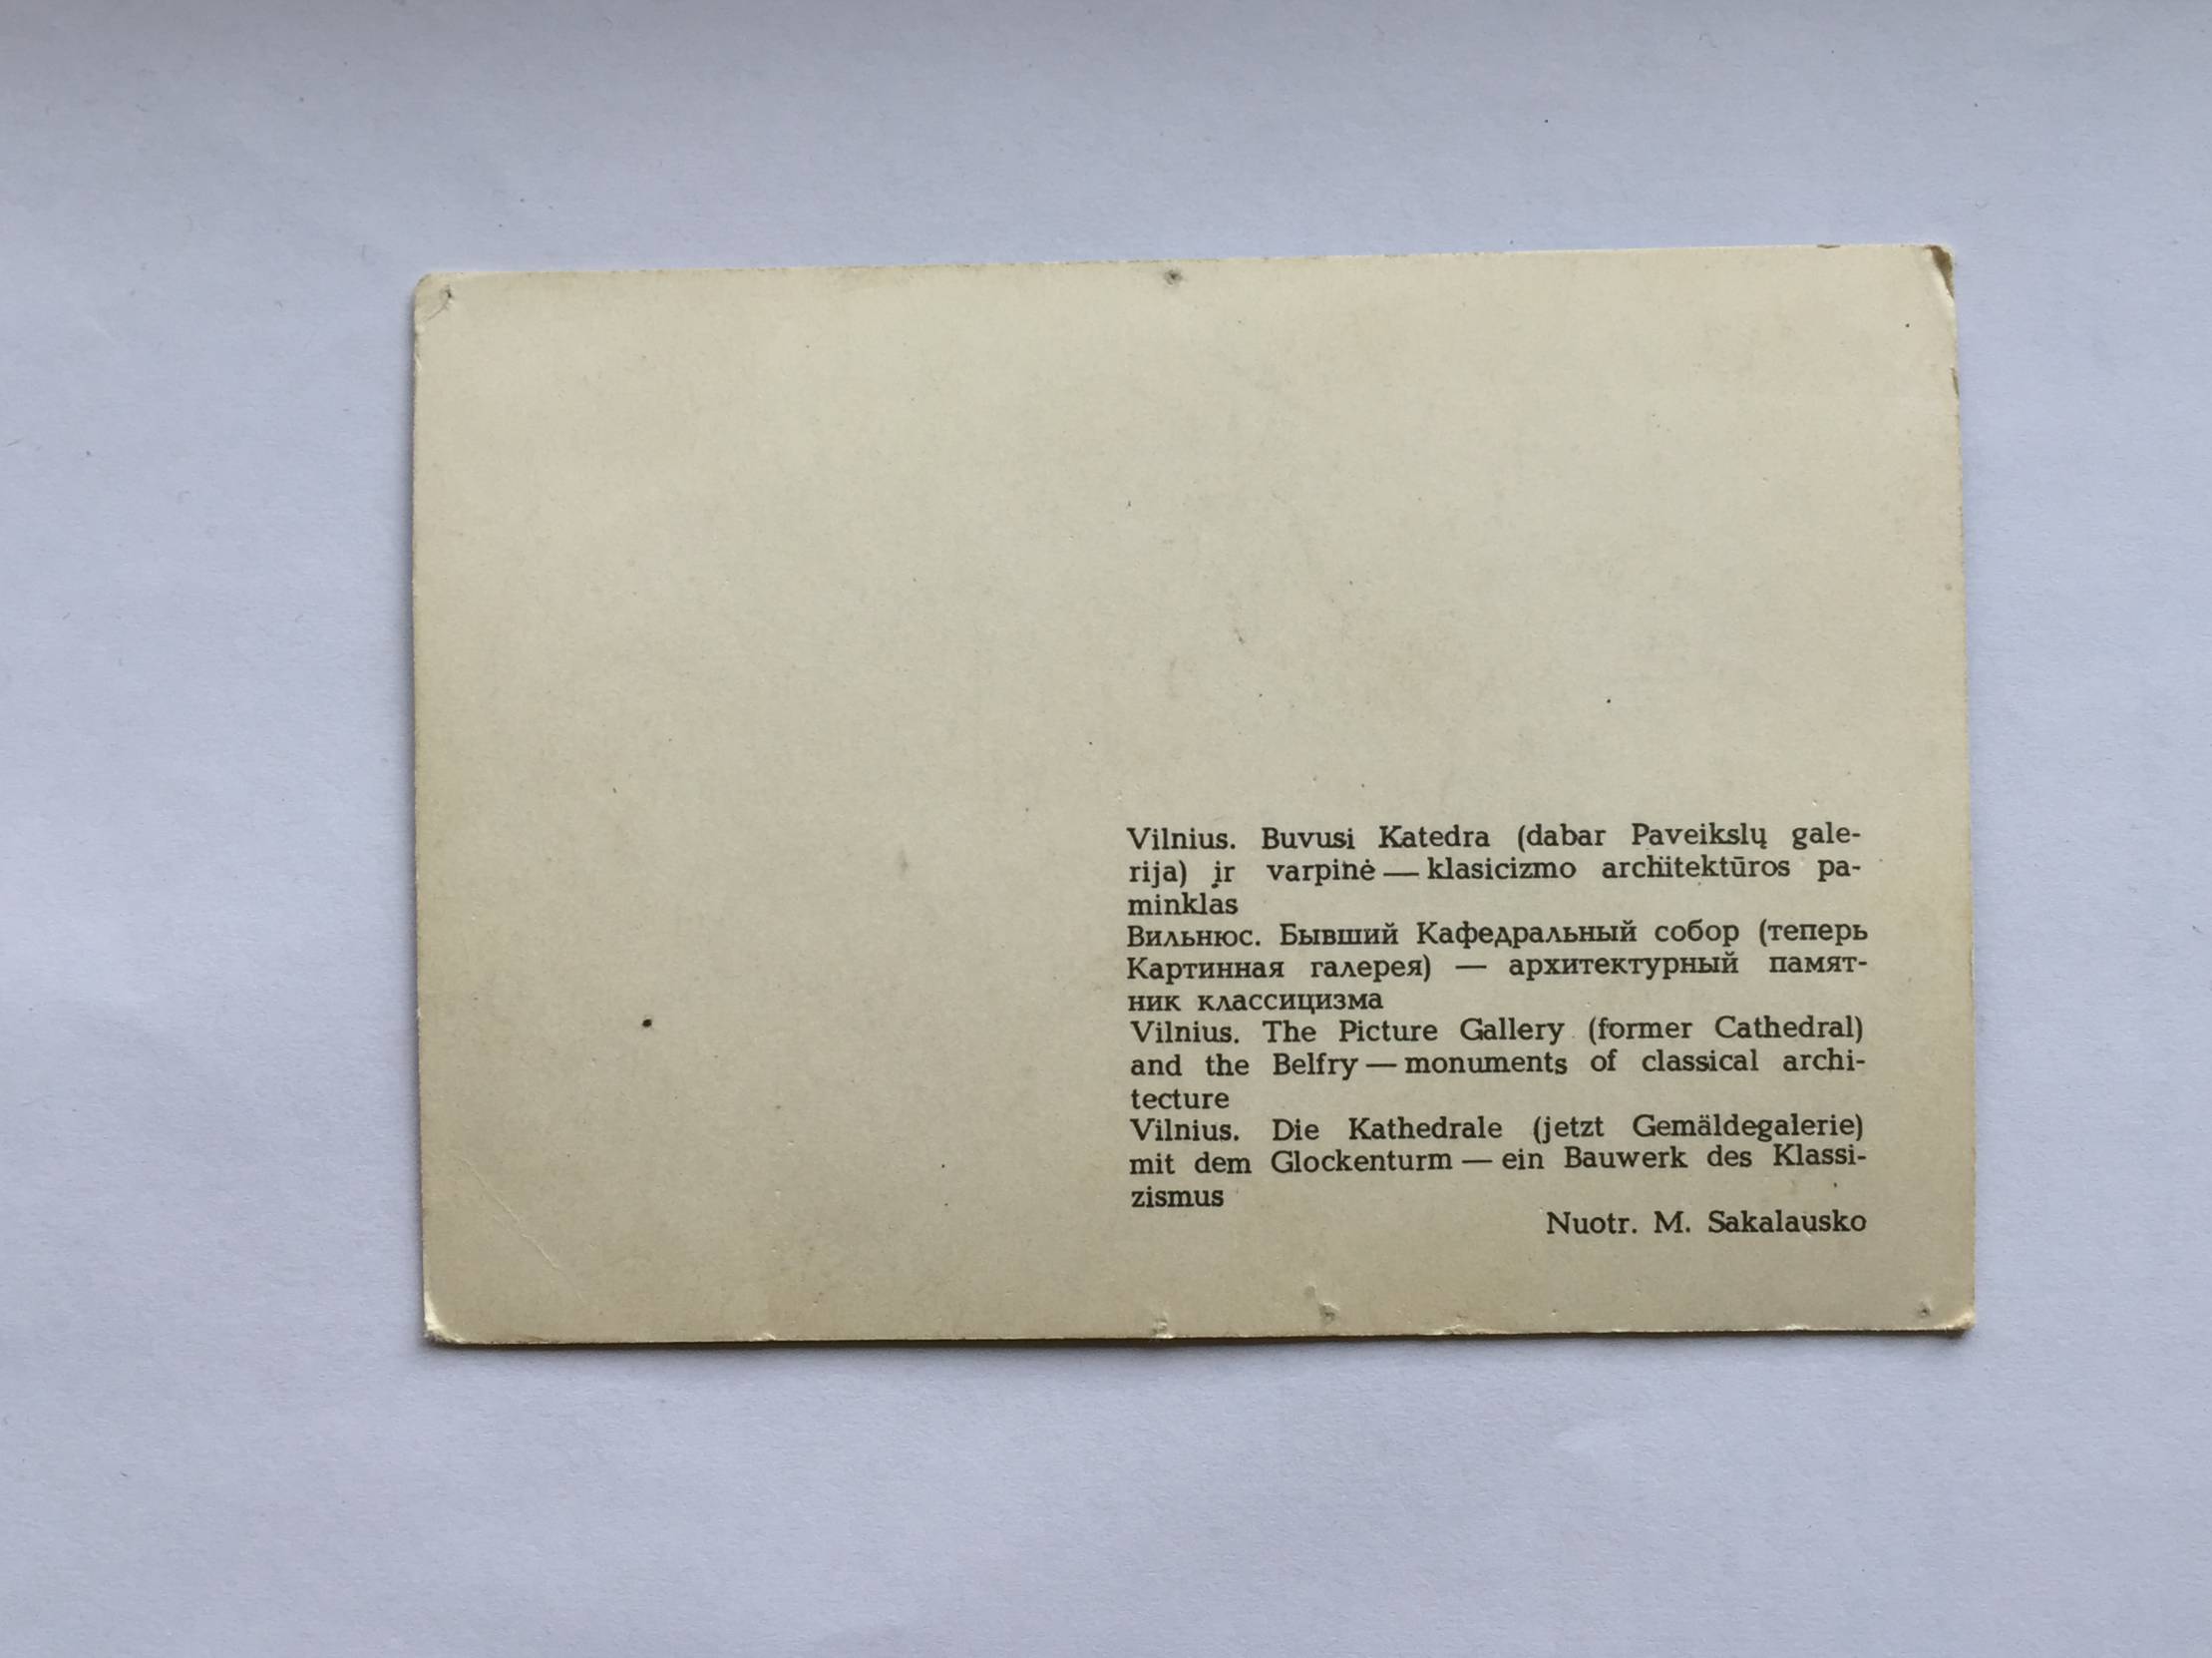 Vilnius. Buvusi Katedra (dabar Paveikslų gale-
rija) ir varpinė — klasicizmo architektūros pa-
minklas
Вильнюс. Бывший Кафедральный собор (теперь
Картинная галерея) — архитектурный памят-
ник классицизма
Vilnius. The Picture Gallery (former Cathedral)
and the Belfry — monuments of classical archi-
tecture
Vilnius. Die Kathedrale (jetzt Gemäldegalerie)
mit dem Glockenturm — ein Bauwerk des Klassi-
zismus
Nuotr. M. Sakalausko